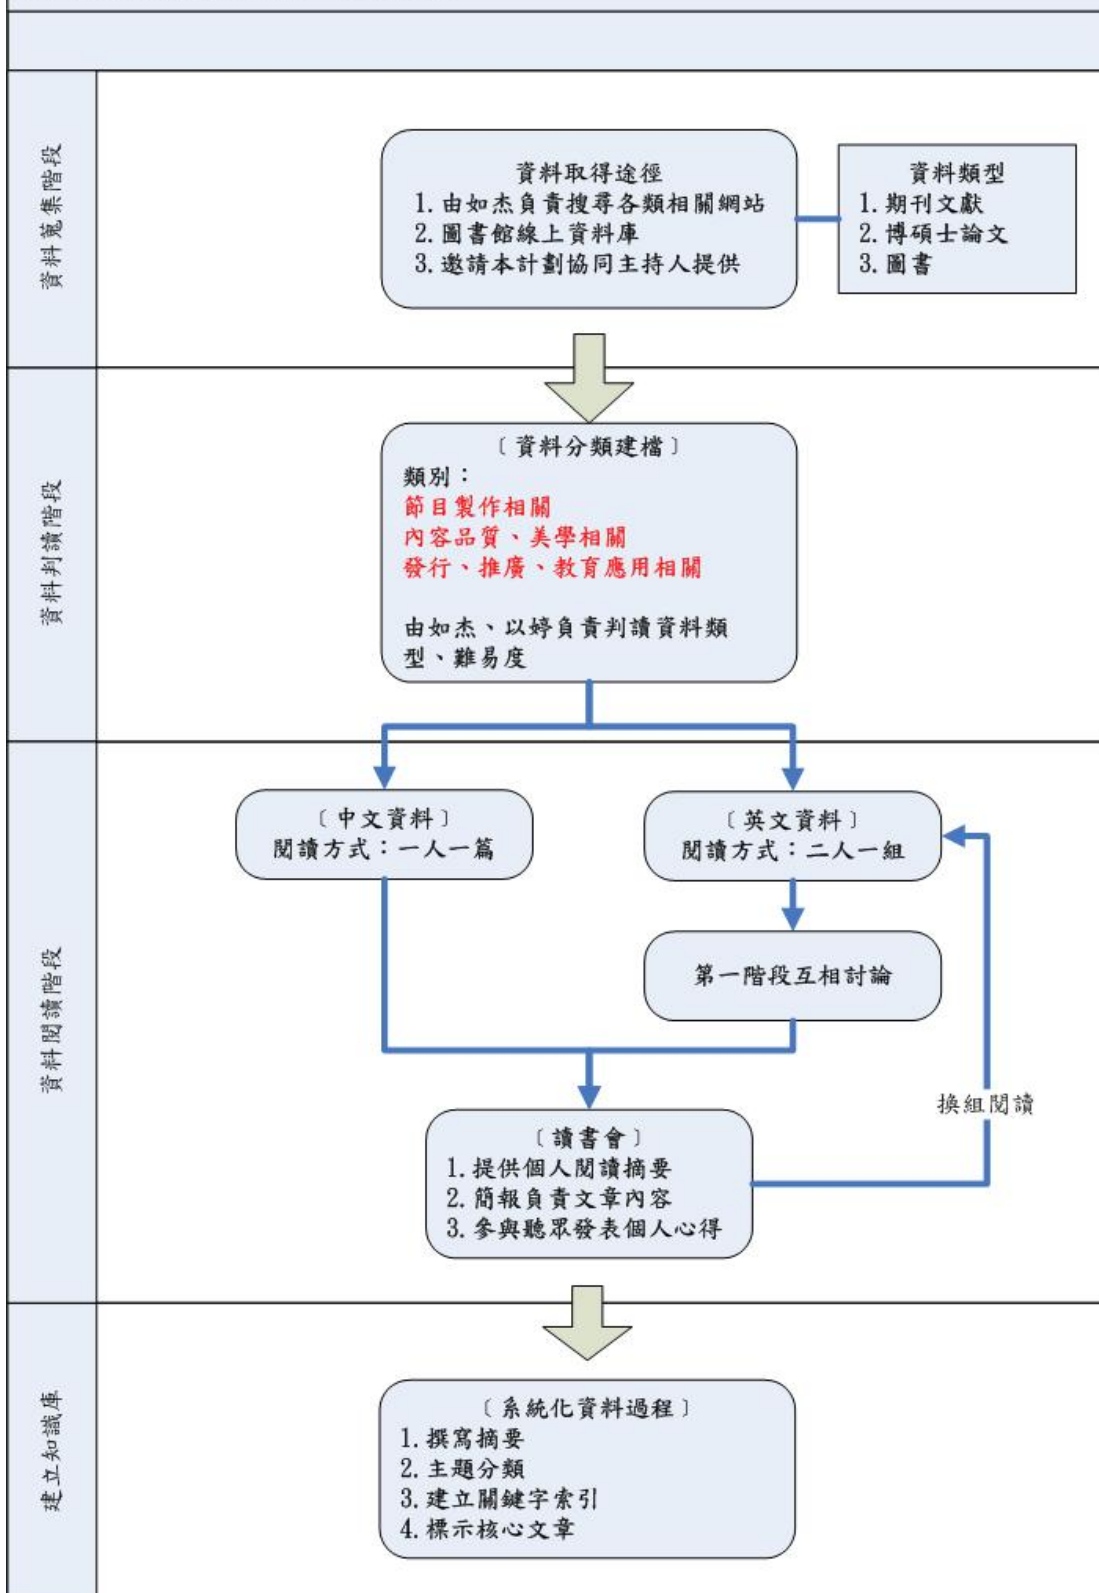 資料蒐集階段
資料取得途徑
1.由如杰負責搜尋各類相關網站
2.圖書館線上資料庫
3.邀請本計劃協同主持人提供
資料類型
1.期刊文獻
2.博碩士論文
3.圖書
資料判讀階段
〔資料分類建檔〕
類別：
節目製作相關
內容品質、美學相關
發行、推廣、教育應用相關
由如杰、以婷負責判讀資料類
型、難易度
資料閱讀階段
〔中文資料〕
閱讀方式：一人一篇
〔英文資料〕
閱讀方式：二人一組
第一階段互相討論
換組閱讀
〔讀書會〕
1.提供個人閱讀摘要
2.簡報負責文章內容
3.參與聽眾發表個人心得
建立知識庫
〔系統化資料過程〕
1.撰寫摘要
2.主題分類
3.建立關鍵字索引
4.標示核心文章